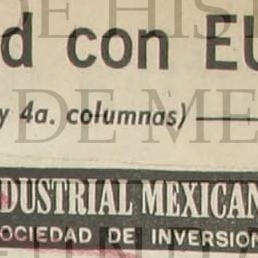 d con EU
y 4a. columnas)
DUSTRIAL MEXICAN
OCIEDAD DE INVERSION